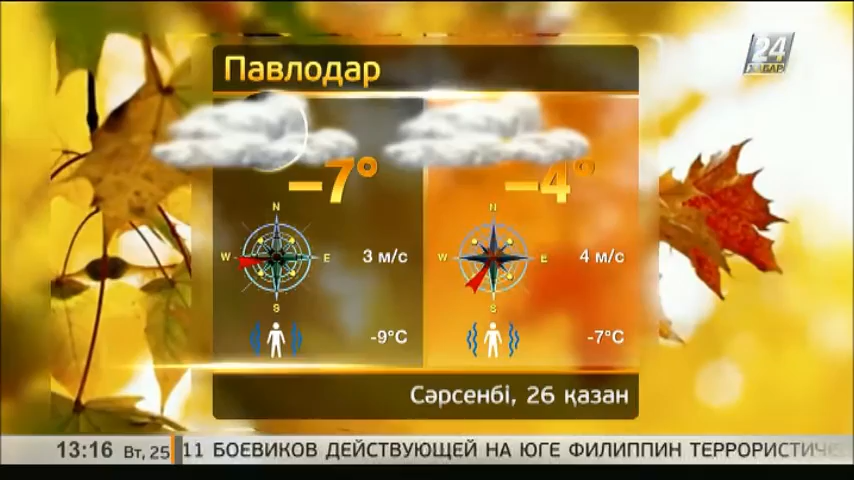 Павлодар
24
ХАБАР
–7°
–4°
N
W
E
S
3 м/с
N
W
E
S
4 м/с
-9°C
-7°C
Сәрсенбі, 26 қазан
13:16 Вт, 25
11 БОЕВИКОВ ДЕЙСТВУЮЩЕЙ НА ЮГЕ ФИЛИППИН ТЕРРОРИСТИЧЕ